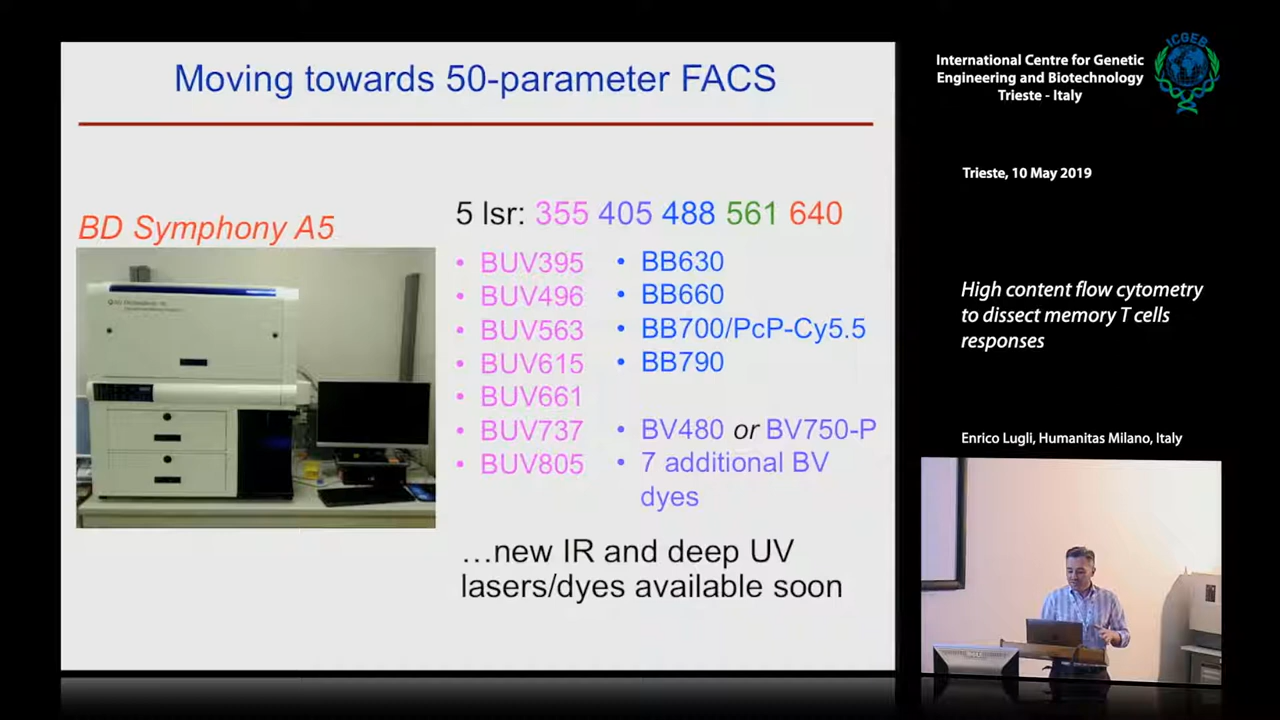 Moving towards 50-parameter FACS
BD Symphony A5
5 lsr: 355 405 488 561 640
• BUV395
• BUV496
• BUV563
• BUV615
• BUV661
• BUV737
• BUV805
• BB630
• BB660
• BB700/PcP-Cy5.5
• BB790
• BV480 or BV750-P
• 7 additional BV
dyes
…new IR and deep UV
lasers/dyes available soon
International Centre for Genetic
Engineering and Biotechnology
Trieste - Italy
ICGEB
Trieste, 10 May 2019
High content flow cytometry
to dissect memory T cells
responses
Enrico Lugli, Humanitas Milano, Italy